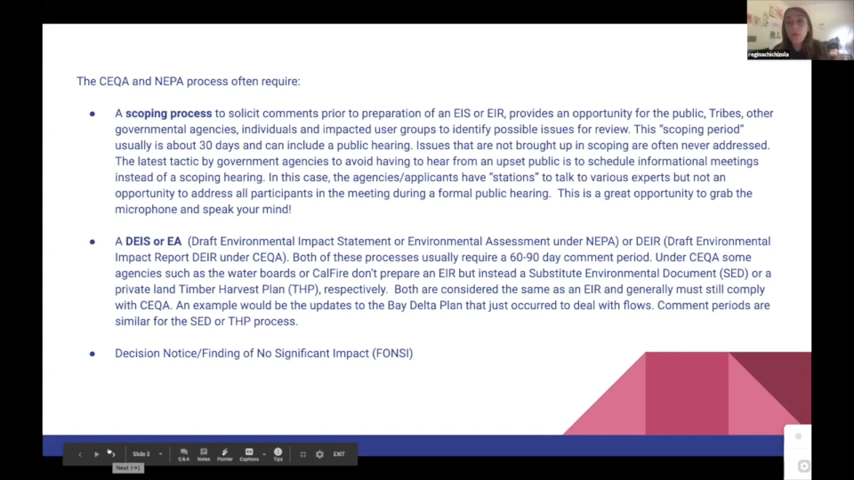 reginachichizola
The CEQA and NEPA process often require:
● A scoping process to solicit comments prior to preparation of an EIS or EIR, provides an opportunity for the public, Tribes, other
governmental agencies, individuals and impacted user groups to identify possible issues for review. This "scoping period"
usually is about 30 days and can include a public hearing. Issues that are not brought up in scoping are often never addressed.
The latest tactic by government agencies to avoid having to hear from an upset public is to schedule informational meetings
instead of a scoping hearing. In this case, the agencies/applicants have "stations" to talk to various experts but not an
opportunity to address all participants in the meeting during a formal public hearing. This is a great opportunity to grab the
microphone and speak your mind!
● A DEIS or EA (Draft Environmental Impact Statement or Environmental Assessment under NEPA) or DEIR (Draft Environmental
Impact Report DEIR under CEQA). Both of these processes usually require a 60-90 day comment period. Under CEQA some
agencies such as the water boards or CalFire don't prepare an EIR but instead a Substitute Environmental Document (SED) or a
private land Timber Harvest Plan (THP), respectively. Both are considered the same as an EIR and generally must still comply
with CEQA. An example would be the updates to the Bay Delta Plan that just occurred to deal with flows. Comment periods are
similar for the SED or THP process.
● Decision Notice/Finding of No Significant Impact (FONSI)
Slide 3 Q&A Notes Pointer Captions Tips EXIT
Next (→)